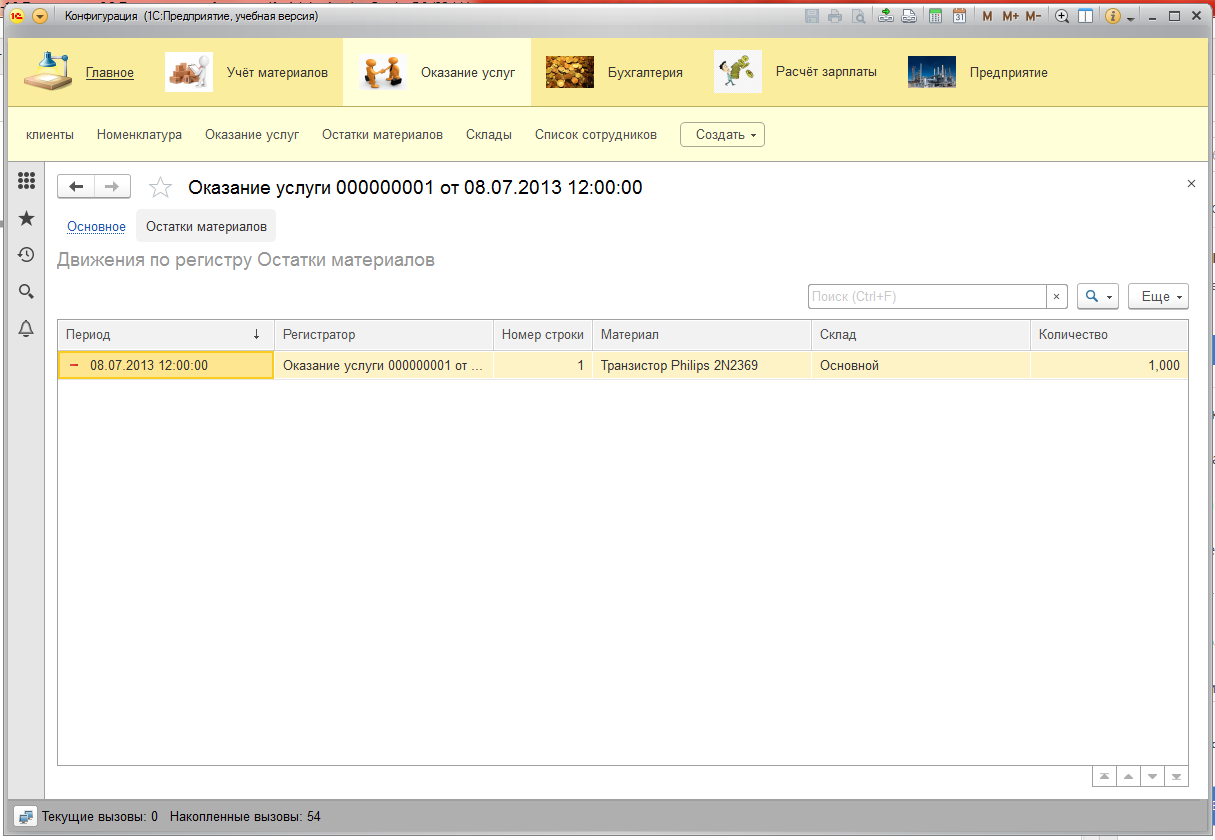 Конфигурация (1С:Предприятие, учебная версия)
M M+ M-
31
Главное Учёт материалов Оказание услуг Бухгалтерия Расчёт зарплаты Предприятие
клиенты Номенклатура Оказание услуг Остатки материалов Склады Список сотрудников Создать
Оказание услуги 000000001 от 08.07.2013 12:00:00
Основное Остатки материалов
Движения по регистру Остатки материалов
Поиск (Ctrl+F) × Еще
Период ↓ Регистратор Номер строки Материал Склад Количество
08.07.2013 12:00:00 Оказание услуги 000000001 от ... 1 Транзистор Philips 2N2369 Основной 1,000
Текущие вызовы: 0 Накопленные вызовы: 54